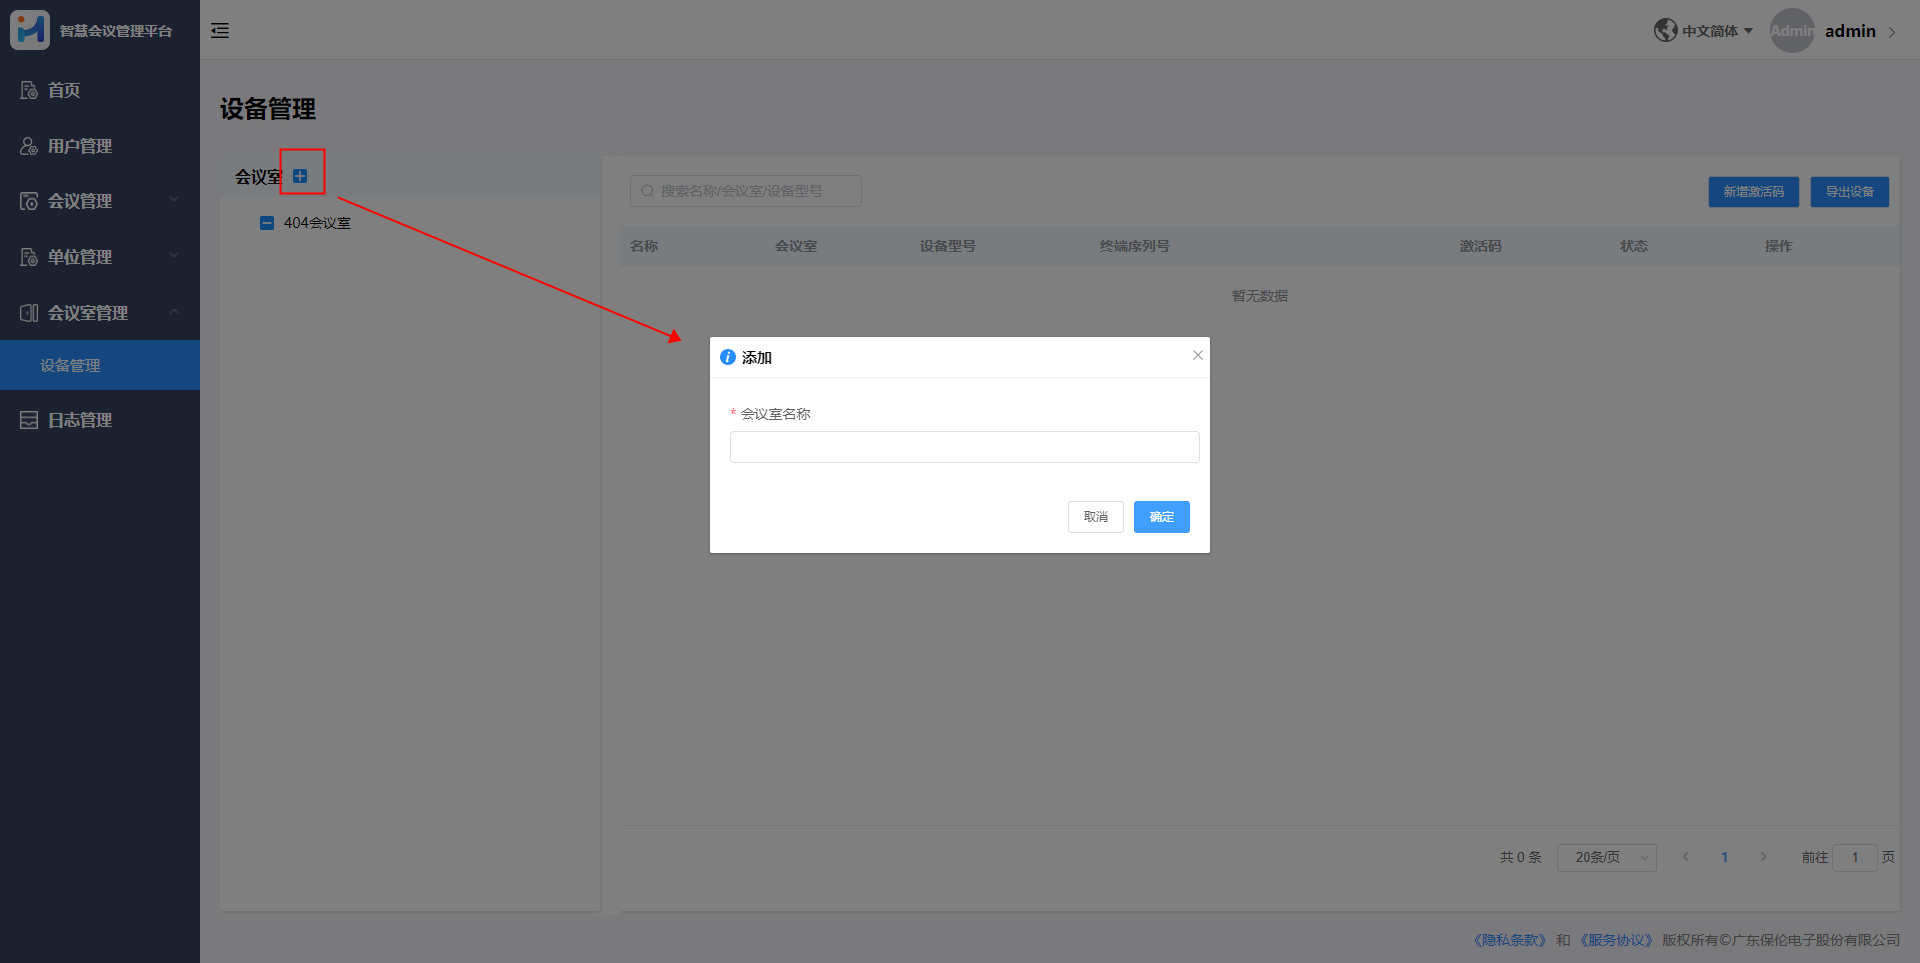 智慧会议管理平台
中文简体
Admin
admin
首页
用户管理
会议管理
单位管理
会议室管理
设备管理
日志管理
设备管理
会议室
404会议室
搜索名称/会议室/设备型号
新增激活码
导出设备
名称 会议室 设备型号 终端序列号 激活码 状态 操作
暂无数据
添加
* 会议室名称
取消
确定
共 0 条 20条/页 1 前往 1 页
《隐私条款》 和 《服务协议》 版权所有©广东保伦电子股份有限公司